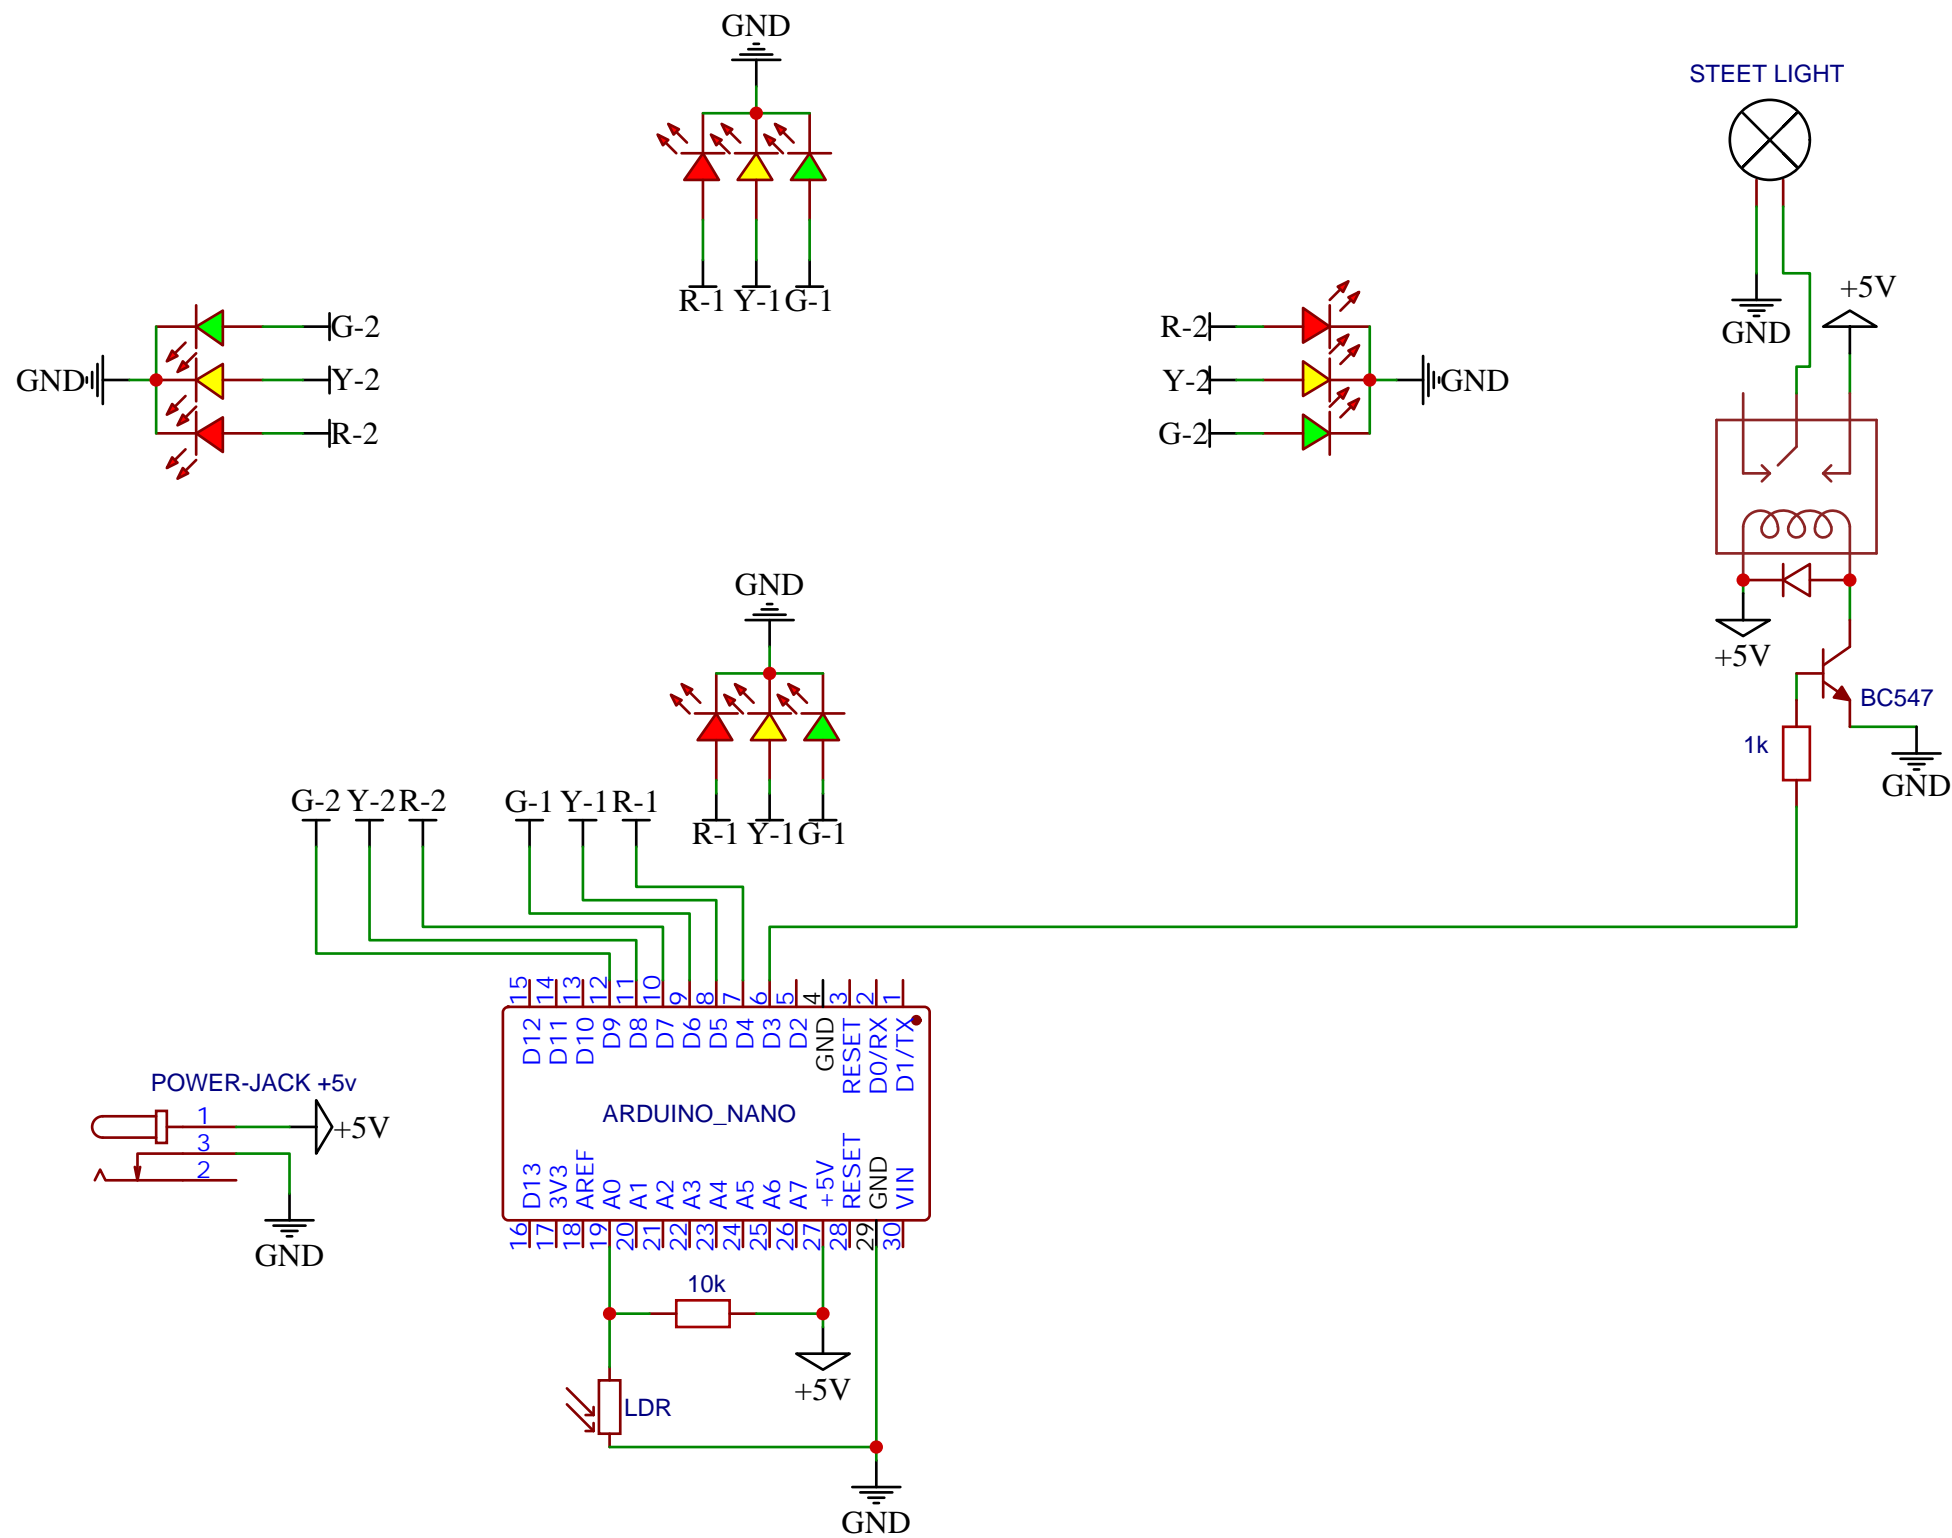 GND
STEET LIGHT
R-1 Y-1 G-1
+5V
GND
G-2
Y-2
R-2
GND
R-2
Y-2
G-2
GND
+5V
BC547
1k
GND
GND
R-1 Y-1 G-1
G-2 Y-2 R-2 G-1 Y-1 R-1
15 14 13 12 11 10 9 8 7 6 5 4 3 2 1
D12 D11 D10 D9 D8 D7 D6 D5 D4 D3 D2 GND RESET D0/RX D1/TX
ARDUINO_NANO
D13 3V3 AREF A0 A1 A2 A3 A4 A5 A6 A7 +5V RESET GND VIN
16 17 18 19 20 21 22 23 24 25 26 27 28 29 30
POWER-JACK +5v
1
3
2
+5V
GND
10k
+5V
LDR
GND